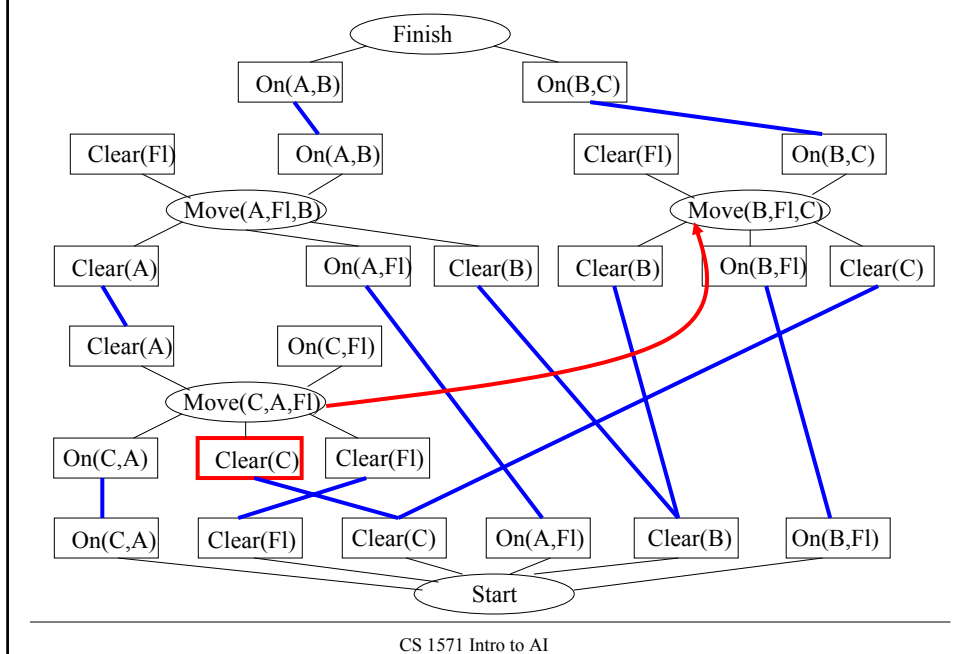 Finish
On(A,B)
On(B,C)
Clear(Fl)
On(A,B)
Clear(Fl)
On(B,C)
Move(A,Fl,B)
Move(B,Fl,C)
Clear(A)
On(A,Fl)
Clear(B)
Clear(B)
On(B,Fl)
Clear(C)
Clear(A)
On(C,Fl)
Move(C,A,Fl)
On(C,A)
Clear(C)
Clear(Fl)
On(C,A)
Clear(Fl)
Clear(C)
On(A,Fl)
Clear(B)
On(B,Fl)
Start
CS 1571 Intro to AI